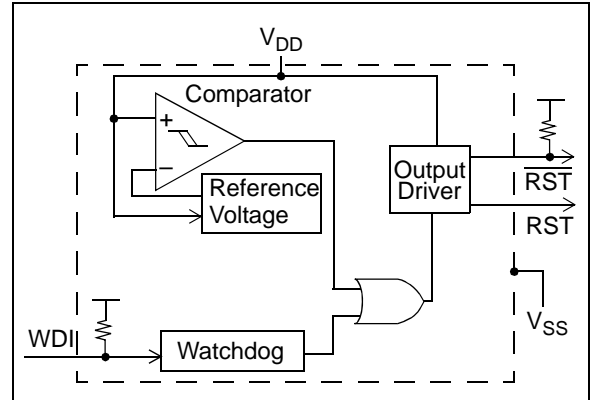 VDD
Comparator
+
−
Reference
Voltage
Output
Driver
RST
RST
VSS
WDI
Watchdog